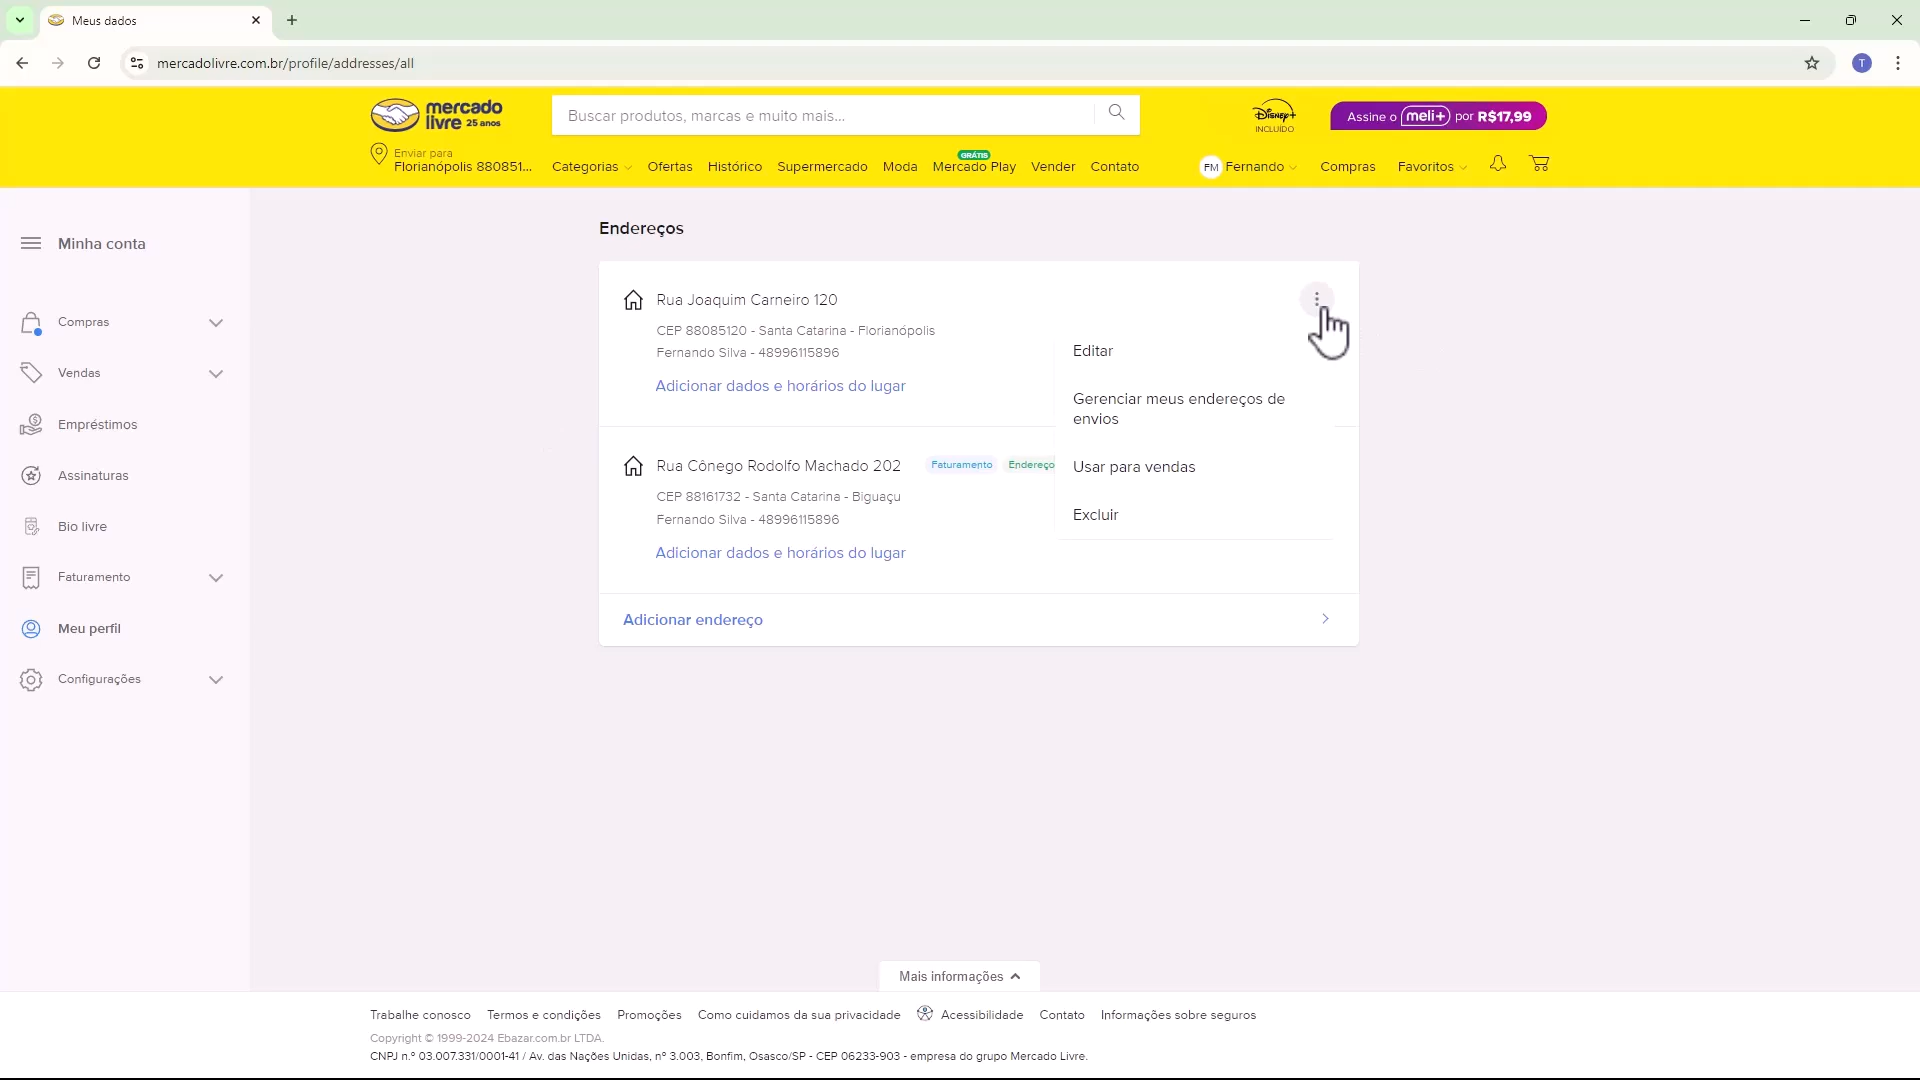 Meus dados
mercadolivre.com.br/profile/addresses/all
T
mercado
livre 25 anos
Buscar produtos, marcas e muito mais...
Disney+
INCLUÍDO
Assine o meli+ por R$17,99
Enviar para
Florianópolis 880851...
Categorias
Ofertas
Histórico
Supermercado
Moda
GRÁTIS
Mercado Play
Vender
Contato
FM Fernando
Compras
Favoritos
Minha conta
Compras
Vendas
Empréstimos
Assinaturas
Bio livre
Faturamento
Meu perfil
Configurações
Endereços
Rua Joaquim Carneiro 120
CEP 88085120 - Santa Catarina - Florianópolis
Fernando Silva - 48996115896
Adicionar dados e horários do lugar
Editar
Gerenciar meus endereços de
envios
Usar para vendas
Excluir
Rua Cônego Rodolfo Machado 202 Faturamento Endereço
CEP 88161732 - Santa Catarina - Biguaçu
Fernando Silva - 48996115896
Adicionar dados e horários do lugar
Adicionar endereço
Mais informações
Trabalhe conosco Termos e condições Promoções Como cuidamos da sua privacidade Acessibilidade Contato Informações sobre seguros
Copyright © 1999-2024 Ebazar.com.br LTDA.
CNPJ n.º 03.007.331/0001-41 / Av. das Nações Unidas, nº 3.003, Bonfim, Osasco/SP - CEP 06233-903 - empresa do grupo Mercado Livre.